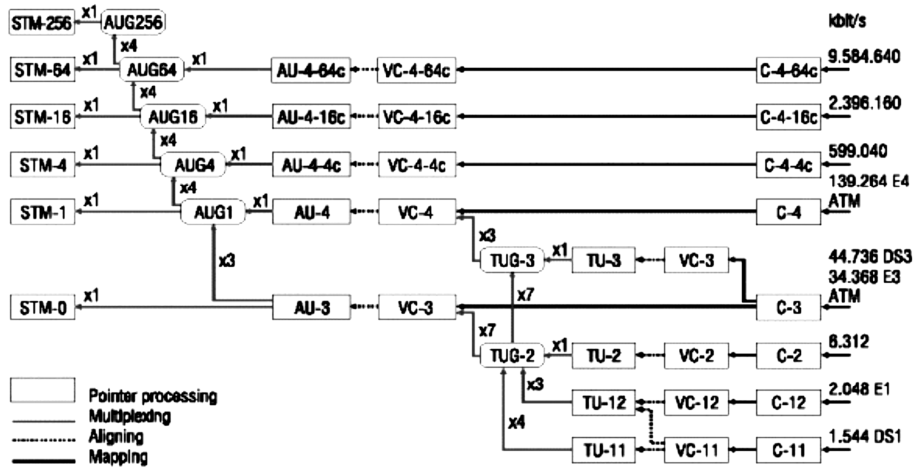 kbit/s
STM-256 x1 AUG256
x4
STM-64 x1 AUG64 x1 AU-4-64c VC-4-64c C-4-64c 9.584.640
x4
STM-16 x1 AUG16 x1 AU-4-16c VC-4-16c C-4-16c 2.396.160
x4
STM-4 x1 AUG4 x1 AU-4-4c VC-4-4c C-4-4c 599.040
x4
139.264 E4
STM-1 x1 AUG1 x1 AU-4 VC-4 C-4 ATM
x3
x3
TUG-3 x1 TU-3 VC-3 44.736 DS3
34.368 E3
x7
STM-0 x1 AU-3 VC-3 C-3 ATM
x7
TUG-2 x1 TU-2 VC-2 C-2 6.312
x3
TU-12 VC-12 C-12 2.048 E1
x4
TU-11 VC-11 C-11 1.544 DS1
Pointer processing
Multiplexing
Aligning
Mapping